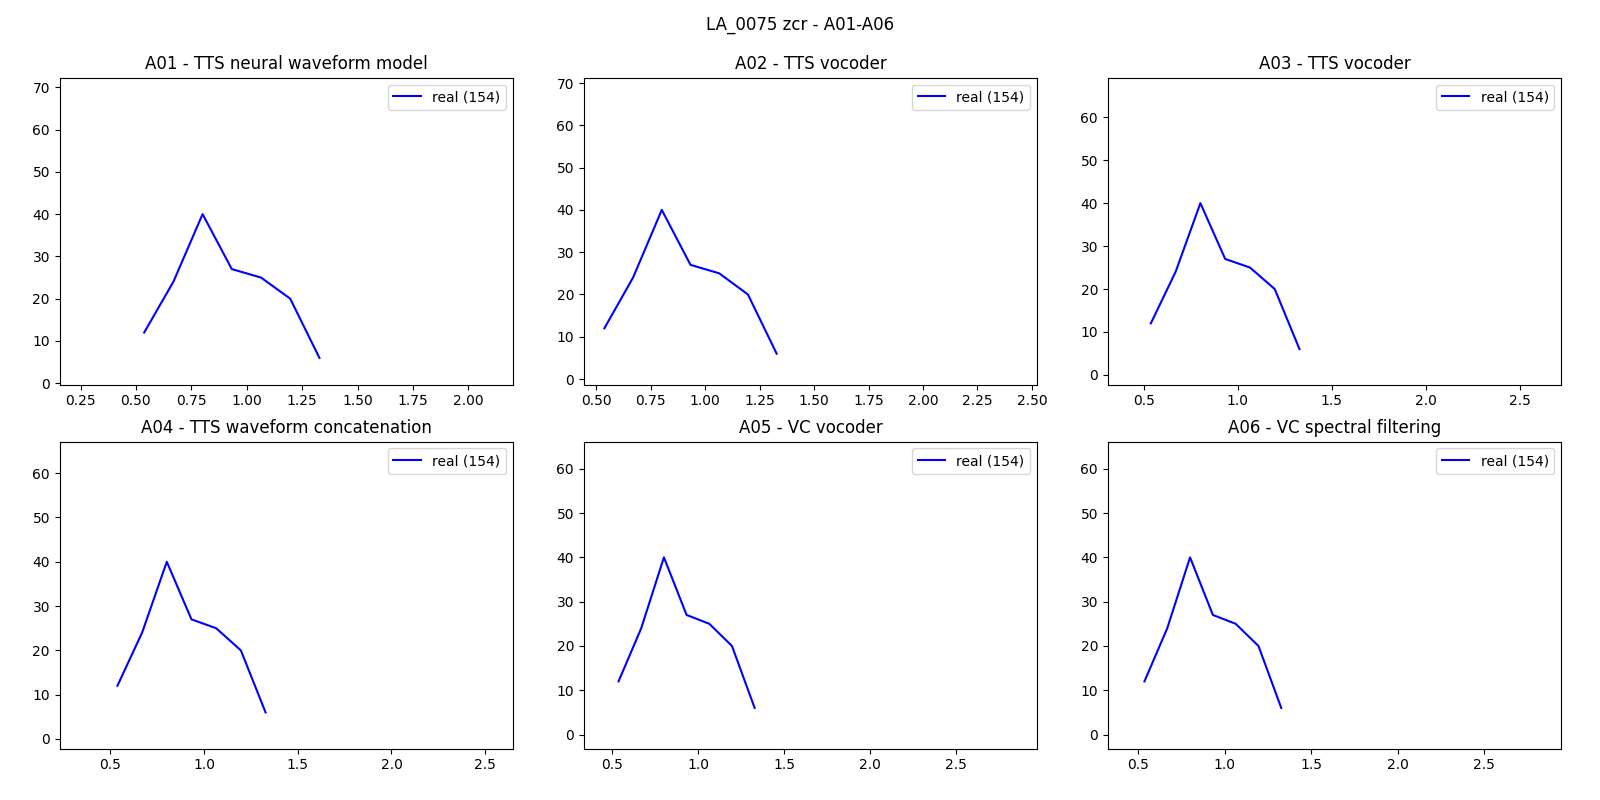 LA_0075 zcr - A01-A06
A01 - TTS neural waveform model
real (154)
70
60
50
40
30
20
10
0
0.25 0.50 0.75 1.00 1.25 1.50 1.75 2.00
A02 - TTS vocoder
real (154)
70
60
50
40
30
20
10
0
0.50 0.75 1.00 1.25 1.50 1.75 2.00 2.25 2.50
A03 - TTS vocoder
real (154)
60
50
40
30
20
10
0
0.5 1.0 1.5 2.0 2.5
A04 - TTS waveform concatenation
real (154)
60
50
40
30
20
10
0
0.5 1.0 1.5 2.0 2.5
A05 - VC vocoder
real (154)
60
50
40
30
20
10
0
0.5 1.0 1.5 2.0 2.5
A06 - VC spectral filtering
real (154)
60
50
40
30
20
10
0
0.5 1.0 1.5 2.0 2.5